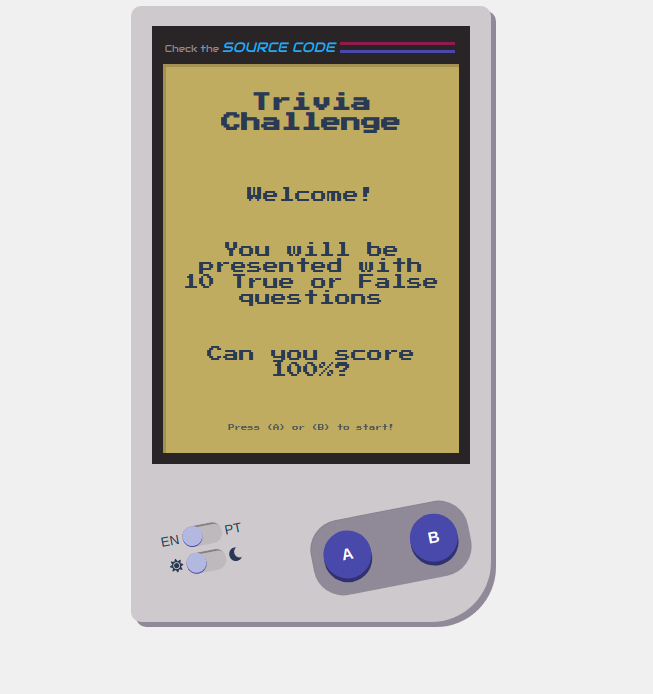 Check the SOURCE CODE
Trivia
Challenge
Welcome!
You will be
presented with
10 True or False
questions
Can you score
100%?
Press (A) or (B) to start!
EN PT
A B